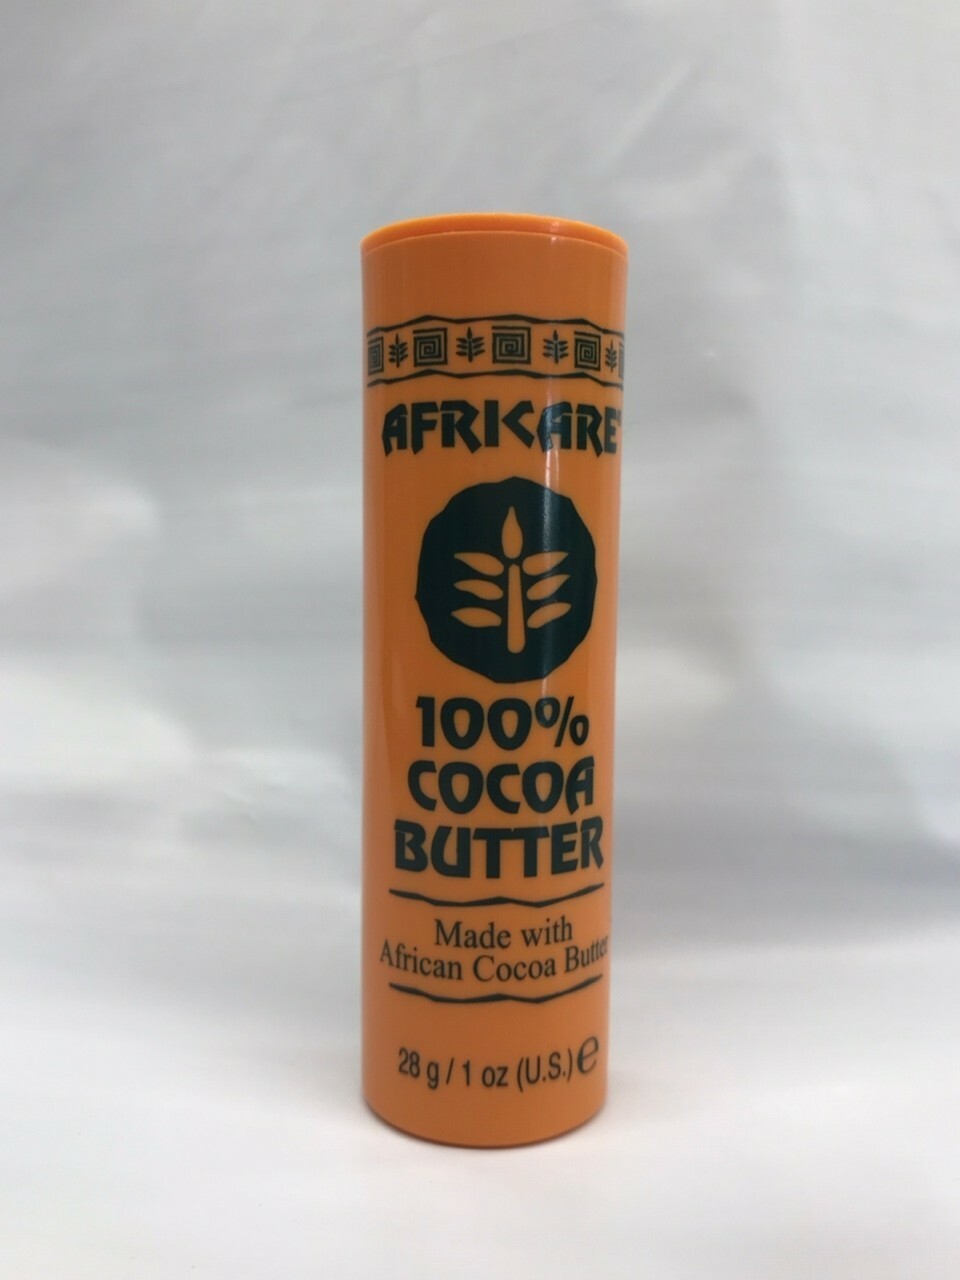 AFRICARE
100%
COCOA
BUTTER
Made with
African Cocoa Butter
28 g / 1 oz (U.S.) ℮